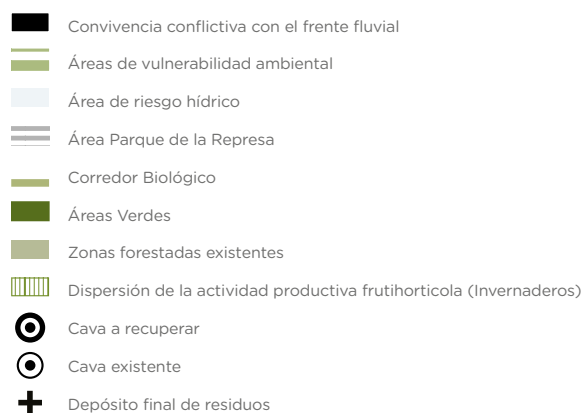 Convivencia conflictiva con el frente fluvial
Áreas de vulnerabilidad ambiental
Área de riesgo hídrico
Área Parque de la Represa
Corredor Biológico
Áreas Verdes
Zonas forestadas existentes
Dispersión de la actividad productiva frutihorticola (Invernaderos)
Cava a recuperar
Cava existente
Depósito final de residuos